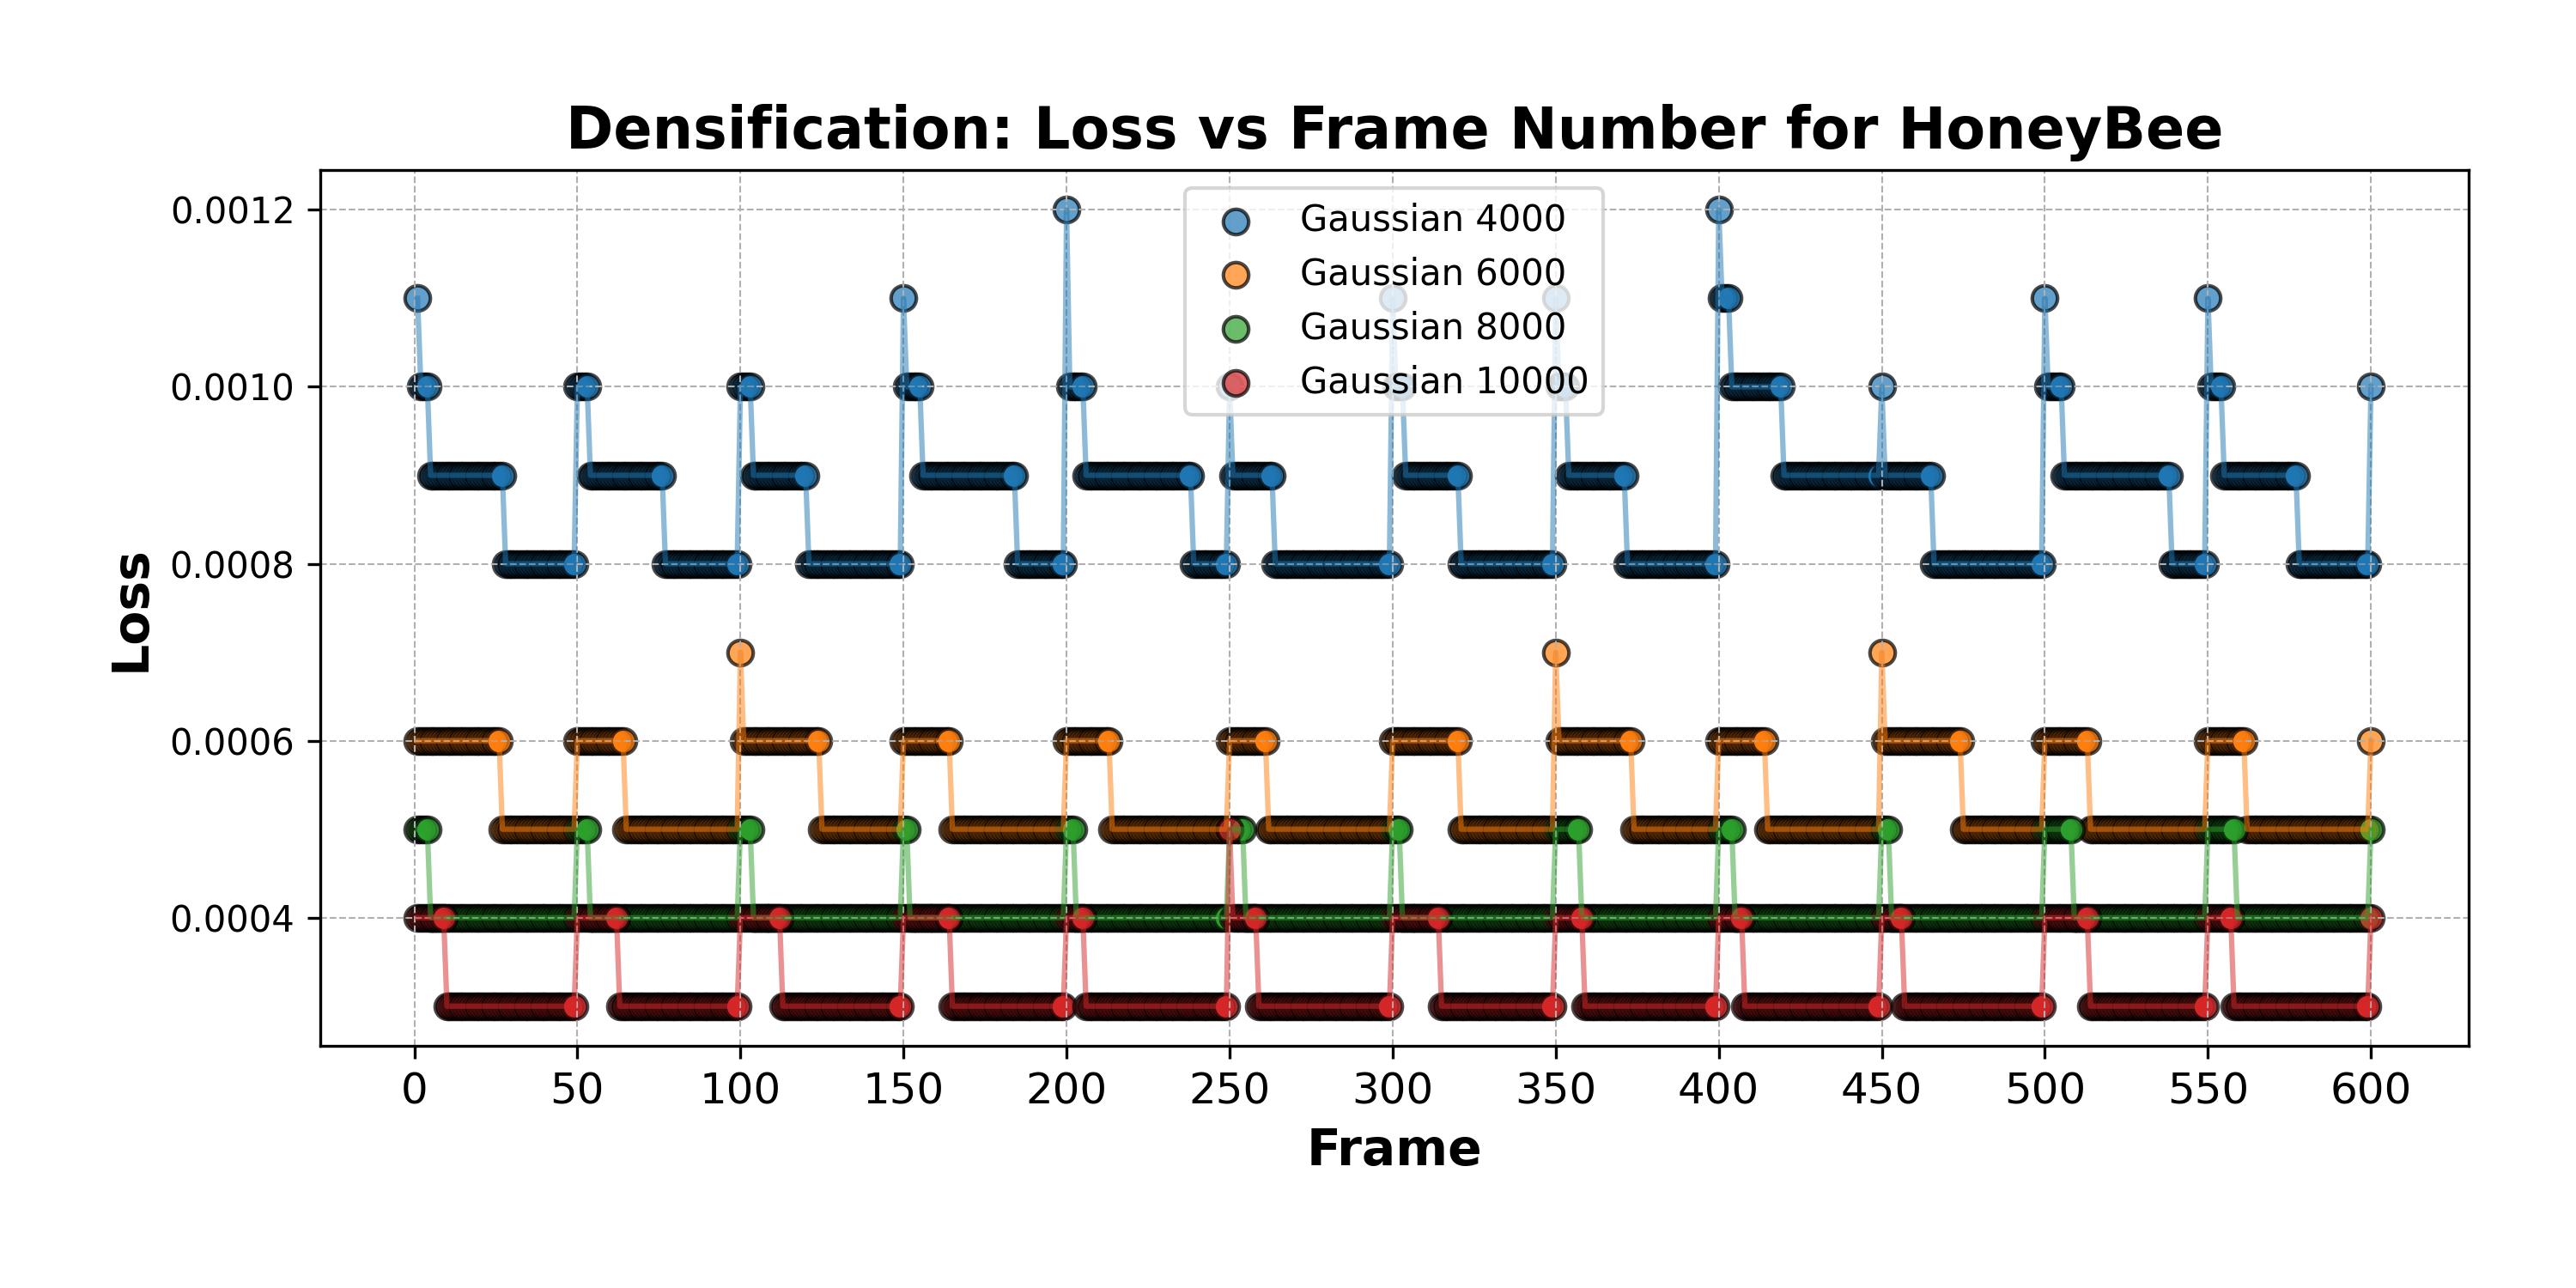 Densification: Loss vs Frame Number for HoneyBee
Loss
0.0012
0.0010
0.0008
0.0006
0.0004
Gaussian 4000
Gaussian 6000
Gaussian 8000
Gaussian 10000
0 50 100 150 200 250 300 350 400 450 500 550 600
Frame